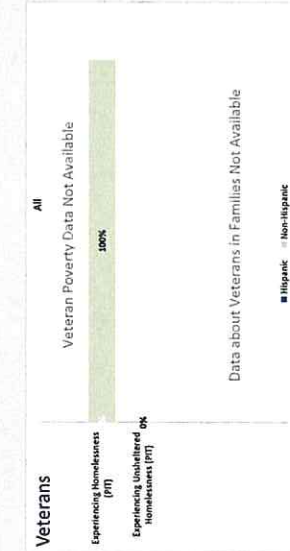 Veterans
All
Veteran Poverty Data Not Available
Experiencing Homelessness
(PIT)
100%
Experiencing Unsheltered
Homelessness (PIT)
0%
Data about Veterans in Families Not Available
Hispanic
Non-Hispanic